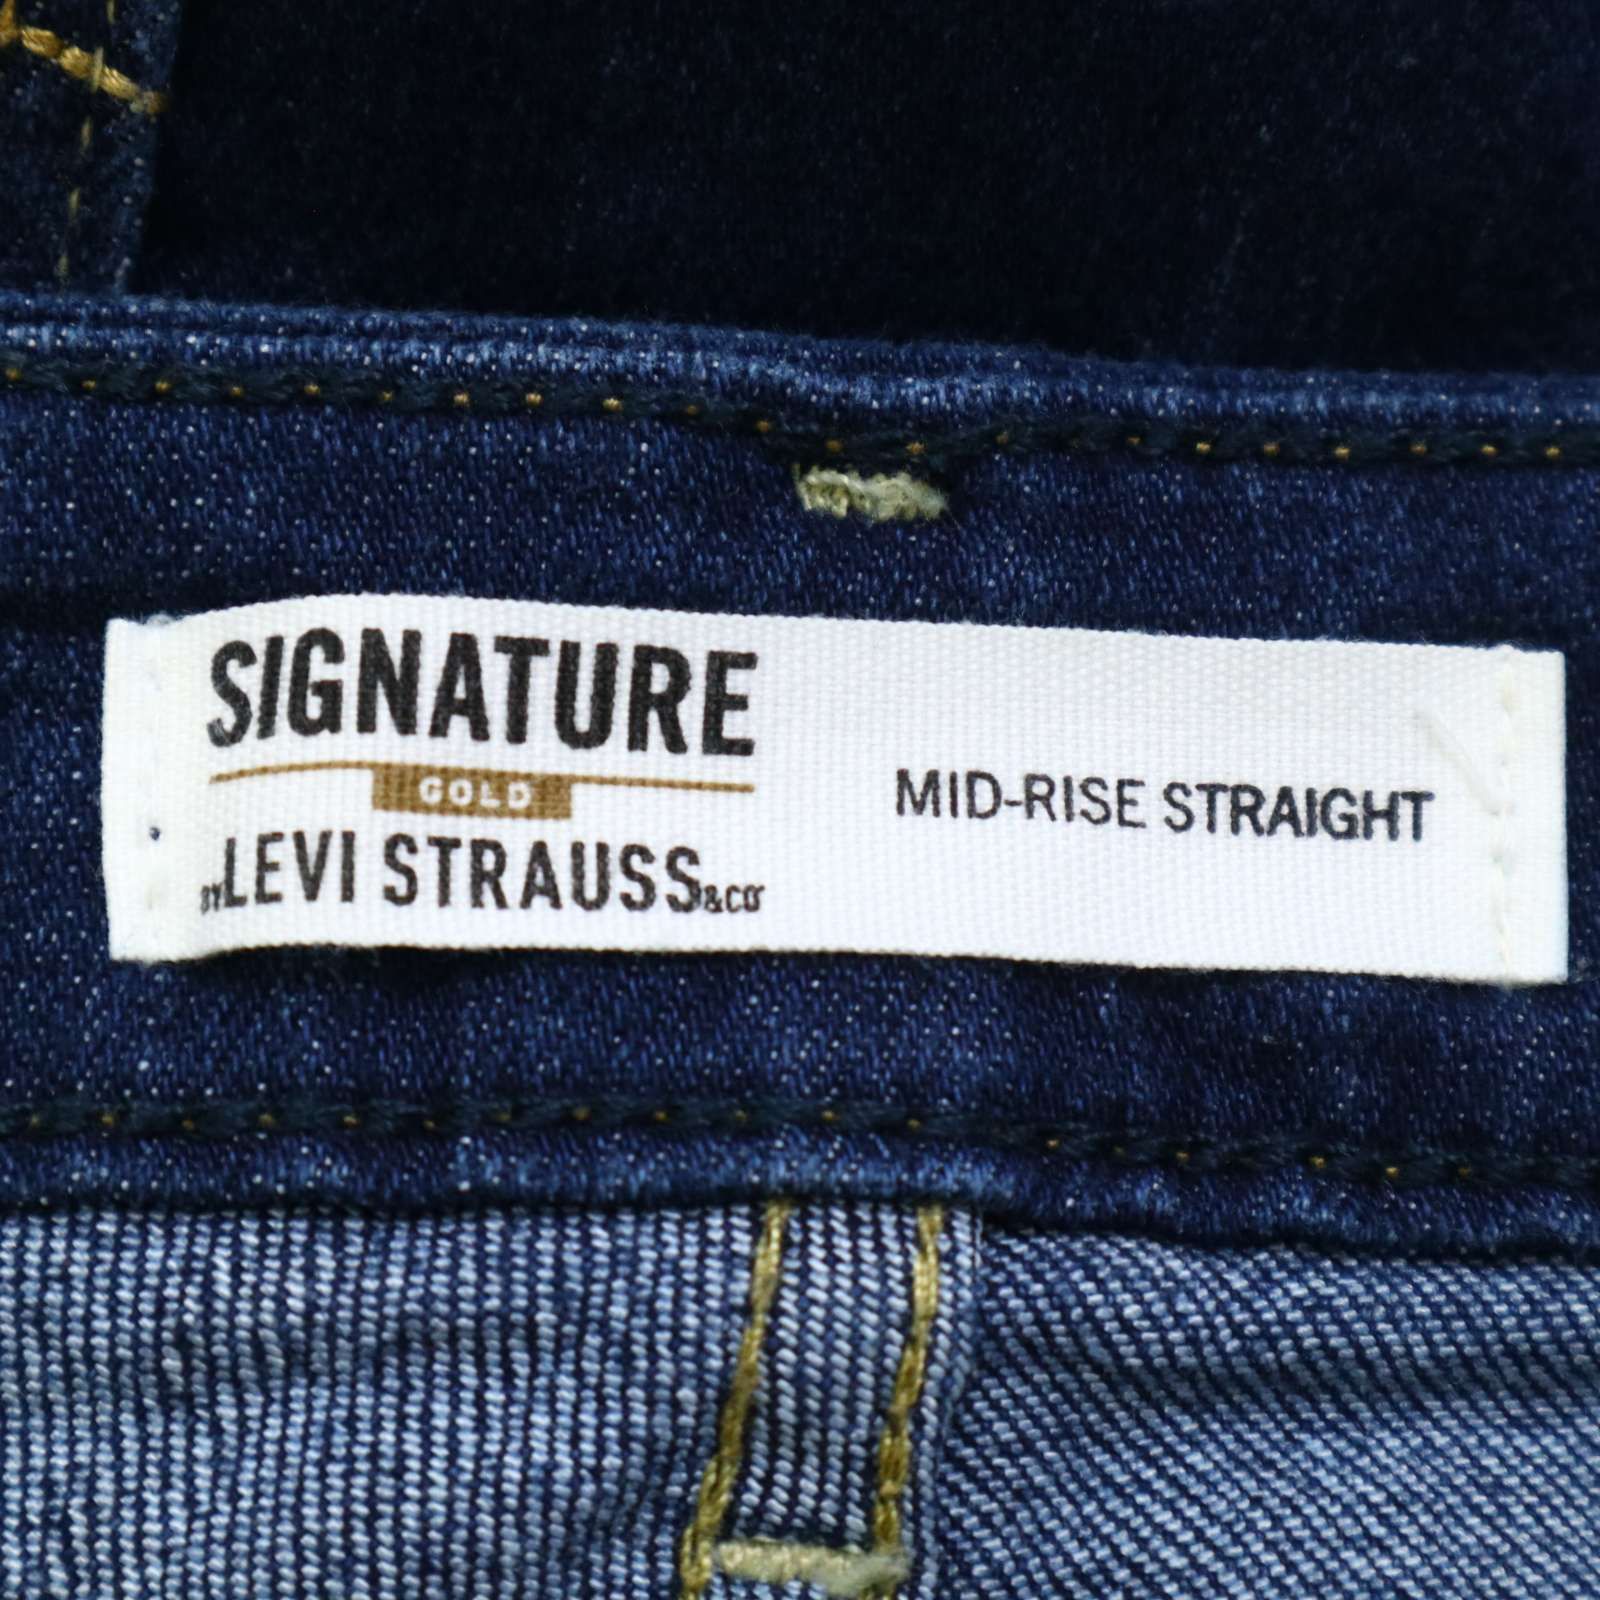 SIGNATURE
GOLD
BY LEVI STRAUSS & CO
MID-RISE STRAIGHT